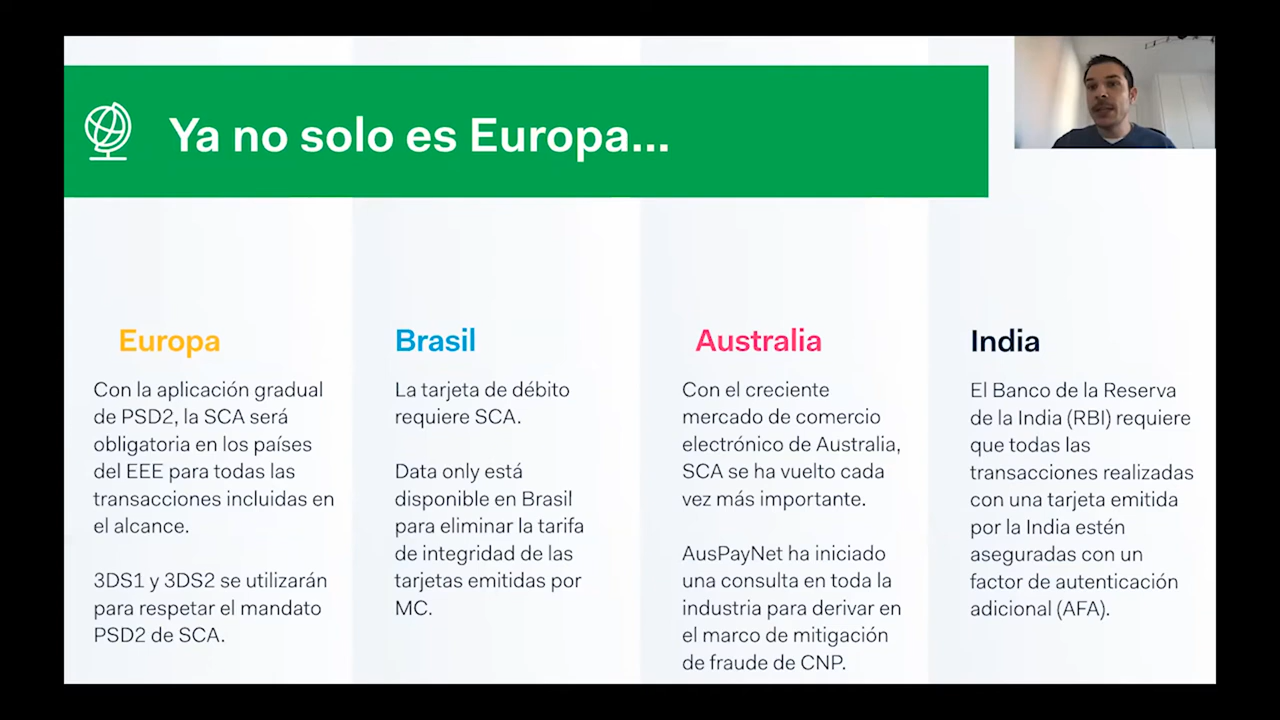 Ya no solo es Europa...
Europa
Con la aplicación gradual
de PSD2, la SCA será
obligatoria en los países
del EEE para todas las
transacciones incluidas en
el alcance.
3DS1 y 3DS2 se utilizarán
para respetar el mandato
PSD2 de SCA.
Brasil
La tarjeta de débito
requiere SCA.
Data only está
disponible en Brasil
para eliminar la tarifa
de integridad de las
tarjetas emitidas por
MC.
Australia
Con el creciente
mercado de comercio
electrónico de Australia,
SCA se ha vuelto cada
vez más importante.
AusPayNet ha iniciado
una consulta en toda la
industria para derivar en
el marco de mitigación
de fraude de CNP.
India
El Banco de la Reserva
de la India (RBI) requiere
que todas las
transacciones realizadas
con una tarjeta emitida
por la India estén
aseguradas con un
factor de autenticación
adicional (AFA).